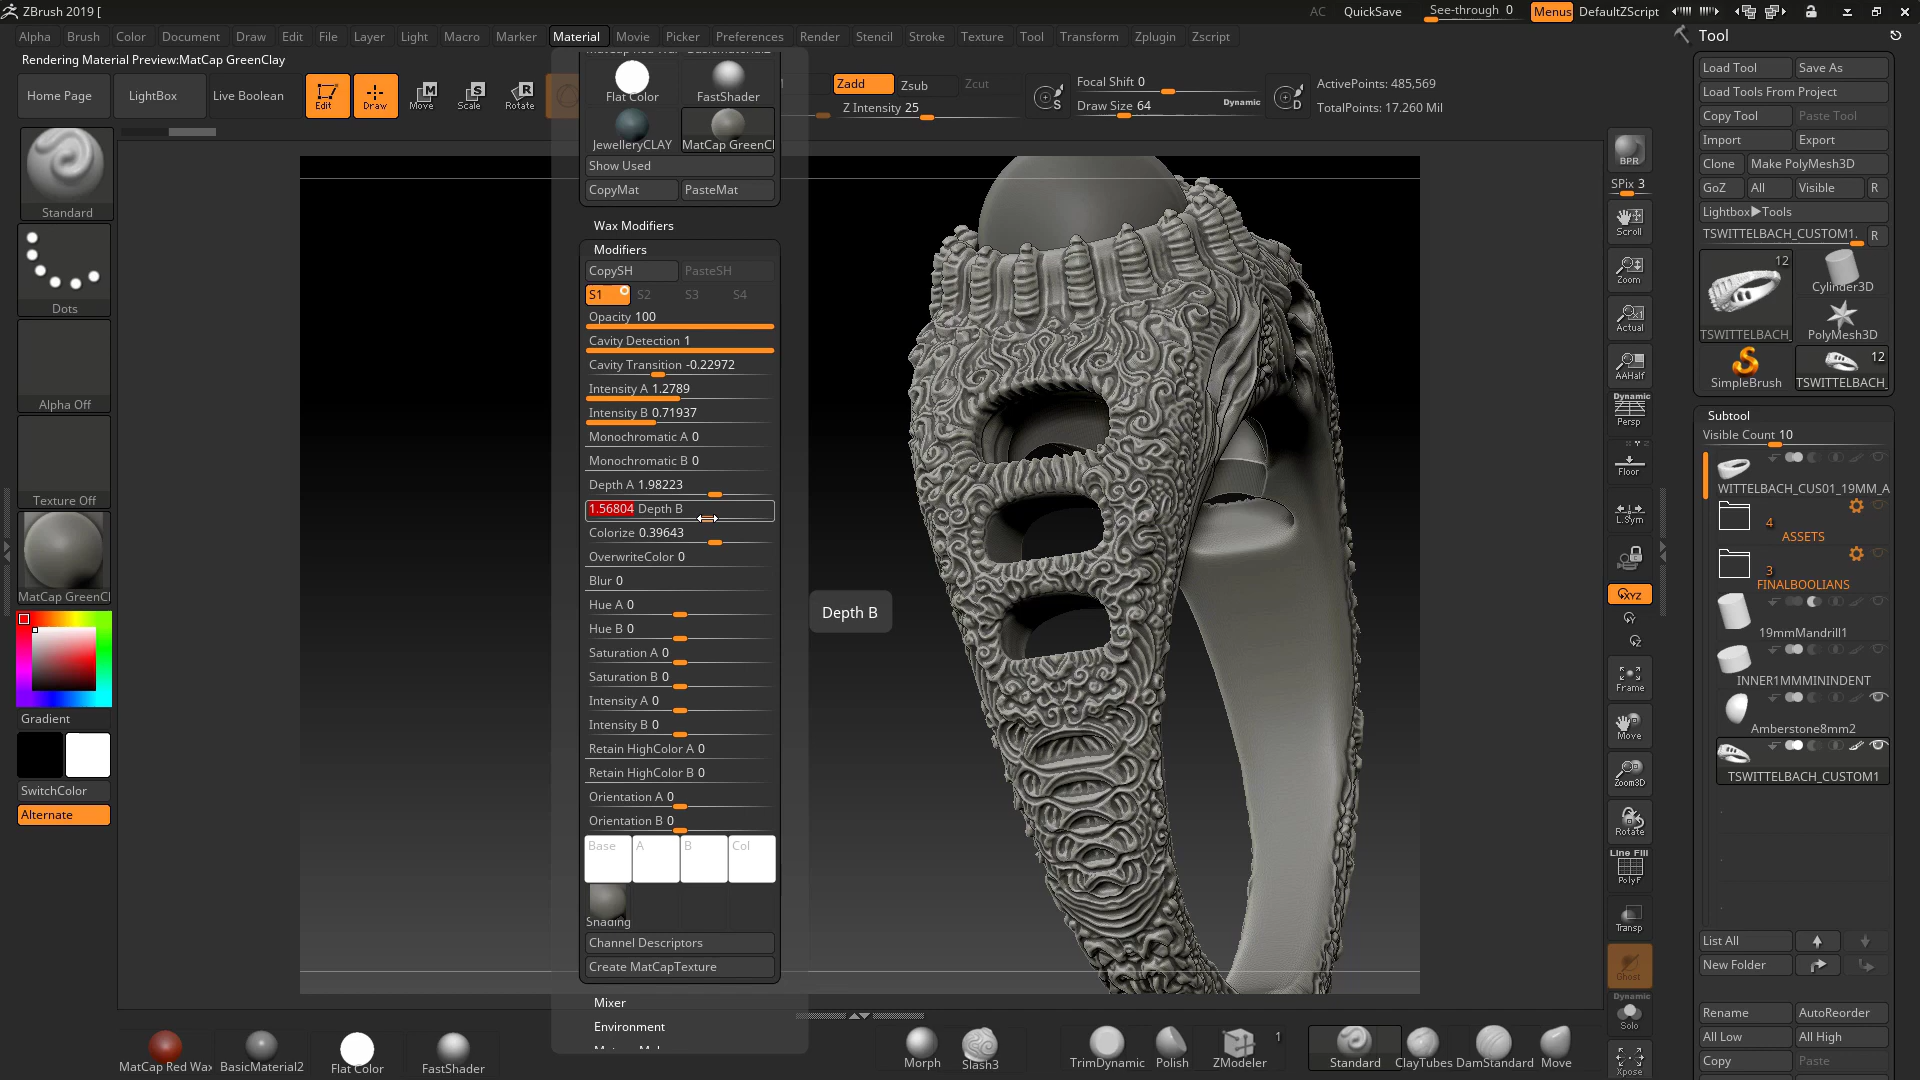 ZBrush 2019 [
AC QuickSave See-through 0 Menus DefaultZScript
Alpha Brush Color Document Draw Edit File Layer Light Macro Marker Material Movie Picker Preferences Render Stencil Stroke Texture Tool Transform Zplugin Zscript
Rendering Material Preview:MatCap GreenClay
Home Page LightBox Live Boolean Edit Draw Move Scale Rotate
Zadd Zsub Zcut
Z Intensity 25
Focal Shift 0
Draw Size 64 Dynamic
ActivePoints: 485,569
TotalPoints: 17.260 Mil
Standard
Dots
Alpha Off
Texture Off
MatCap GreenCl
Gradient
SwitchColor
Alternate
Flat Color FastShader
JewelleryCLAY MatCap GreenCl
Show Used
CopyMat PasteMat
Wax Modifiers
Modifiers
CopySH PasteSH
S1 S2 S3 S4
Opacity 100
Cavity Detection 1
Cavity Transition -0.22972
Intensity A 1.2789
Intensity B 0.71937
Monochromatic A 0
Monochromatic B 0
Depth A 1.98223
1.56804 Depth B
Colorize 0.39643
OverwriteColor 0
Blur 0
Hue A 0
Hue B 0
Saturation A 0
Saturation B 0
Intensity A 0
Intensity B 0
Retain HighColor A 0
Retain HighColor B 0
Orientation A 0
Orientation B 0
Base A B Col
Shading
Channel Descriptors
Create MatCapTexture
Mixer
Environment
Depth B
BPR
SPix 3
Scroll
Zoom
Actual
AAHalf
Dynamic
Persp
Floor
L.Sym
XYZ
Frame
Move
Zoom3D
Rotate
Line Fill
PolyF
Transp
Ghost
Dynamic
Solo
Xpose
Tool
Load Tool Save As
Load Tools From Project
Copy Tool Paste Tool
Import Export
Clone Make PolyMesh3D
GoZ All Visible R
Lightbox▶Tools
TSWITTELBACH_CUSTOM1. R
12
Cylinder3D
TSWITTELBACH_ PolyMesh3D
12
SimpleBrush TSWITTELBACH_
Subtool
Visible Count 10
WITTELBACH_CUS01_19MM_A
4
ASSETS
3
FINALBOOLIANS
19mmMandrill1
INNER1MMMININDENT
Amberstone8mm2
TSWITTELBACH_CUSTOM1
List All
New Folder
Rename AutoReorder
All Low All High
Copy Paste
MatCap Red Wax BasicMaterial2 Flat Color FastShader
Morph Slash3 TrimDynamic Polish ZModeler 1 Standard ClayTubes DamStandard Move